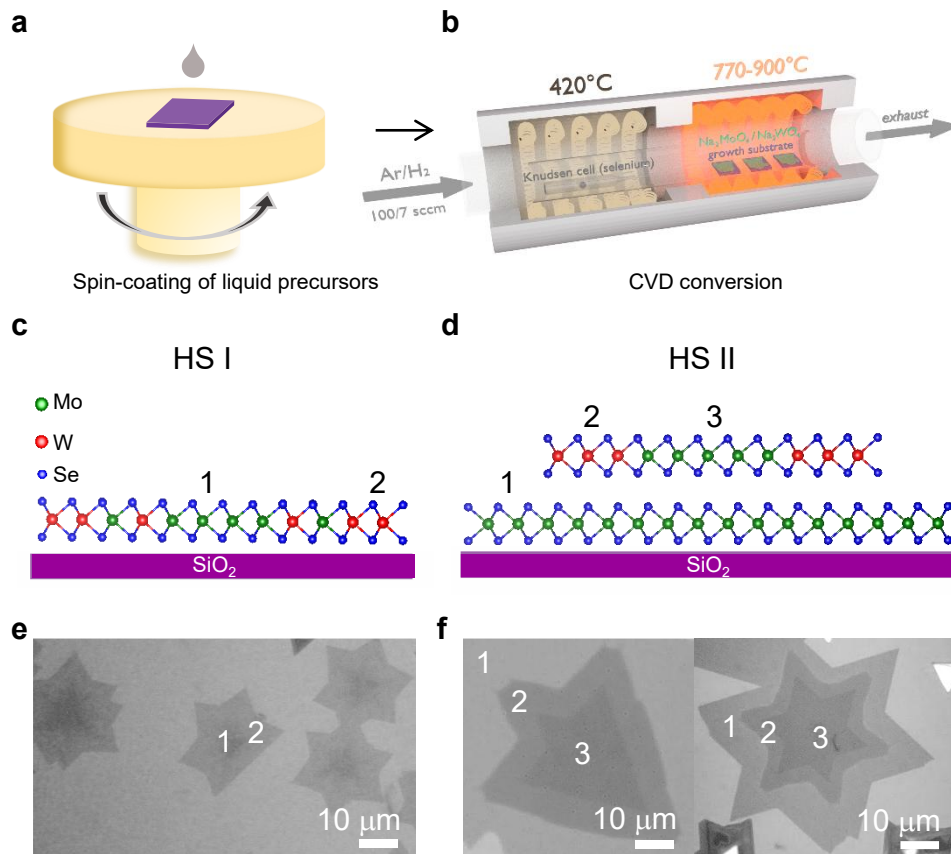 a
b
420°C
770-900°C
exhaust
Na₂MoO₄/Na₂WO₄
growth substrate
Knudsen cell (selenium)
Ar/H₂
100/7 sccm
Spin-coating of liquid precursors
CVD conversion
c
d
HS I
HS II
Mo
W
Se
1
2
2
3
1
SiO₂
SiO₂
e
f
1
2
10 μm
1
2
3
10 μm
1
2
3
10 μm